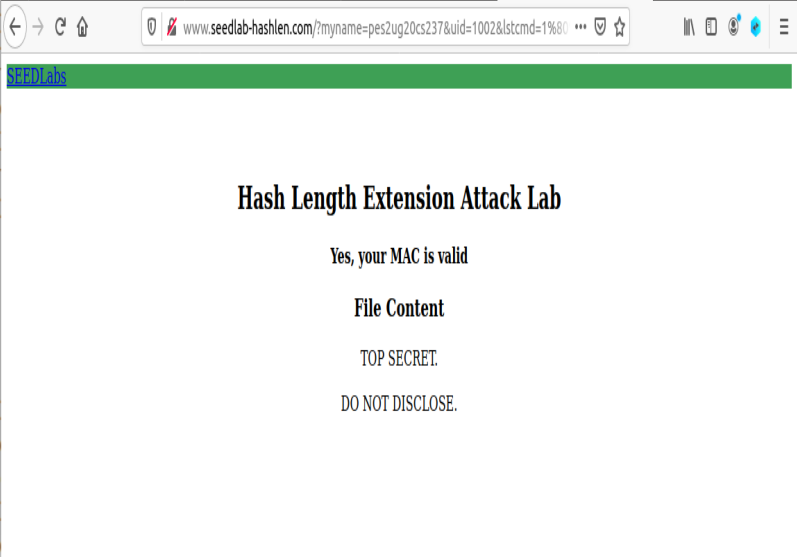 www.seedlab-hashlen.com/?myname=pes2ug20cs237&uid=1002&lstcmd=1%80
SEEDLabs
Hash Length Extension Attack Lab
Yes, your MAC is valid
File Content
TOP SECRET.
DO NOT DISCLOSE.